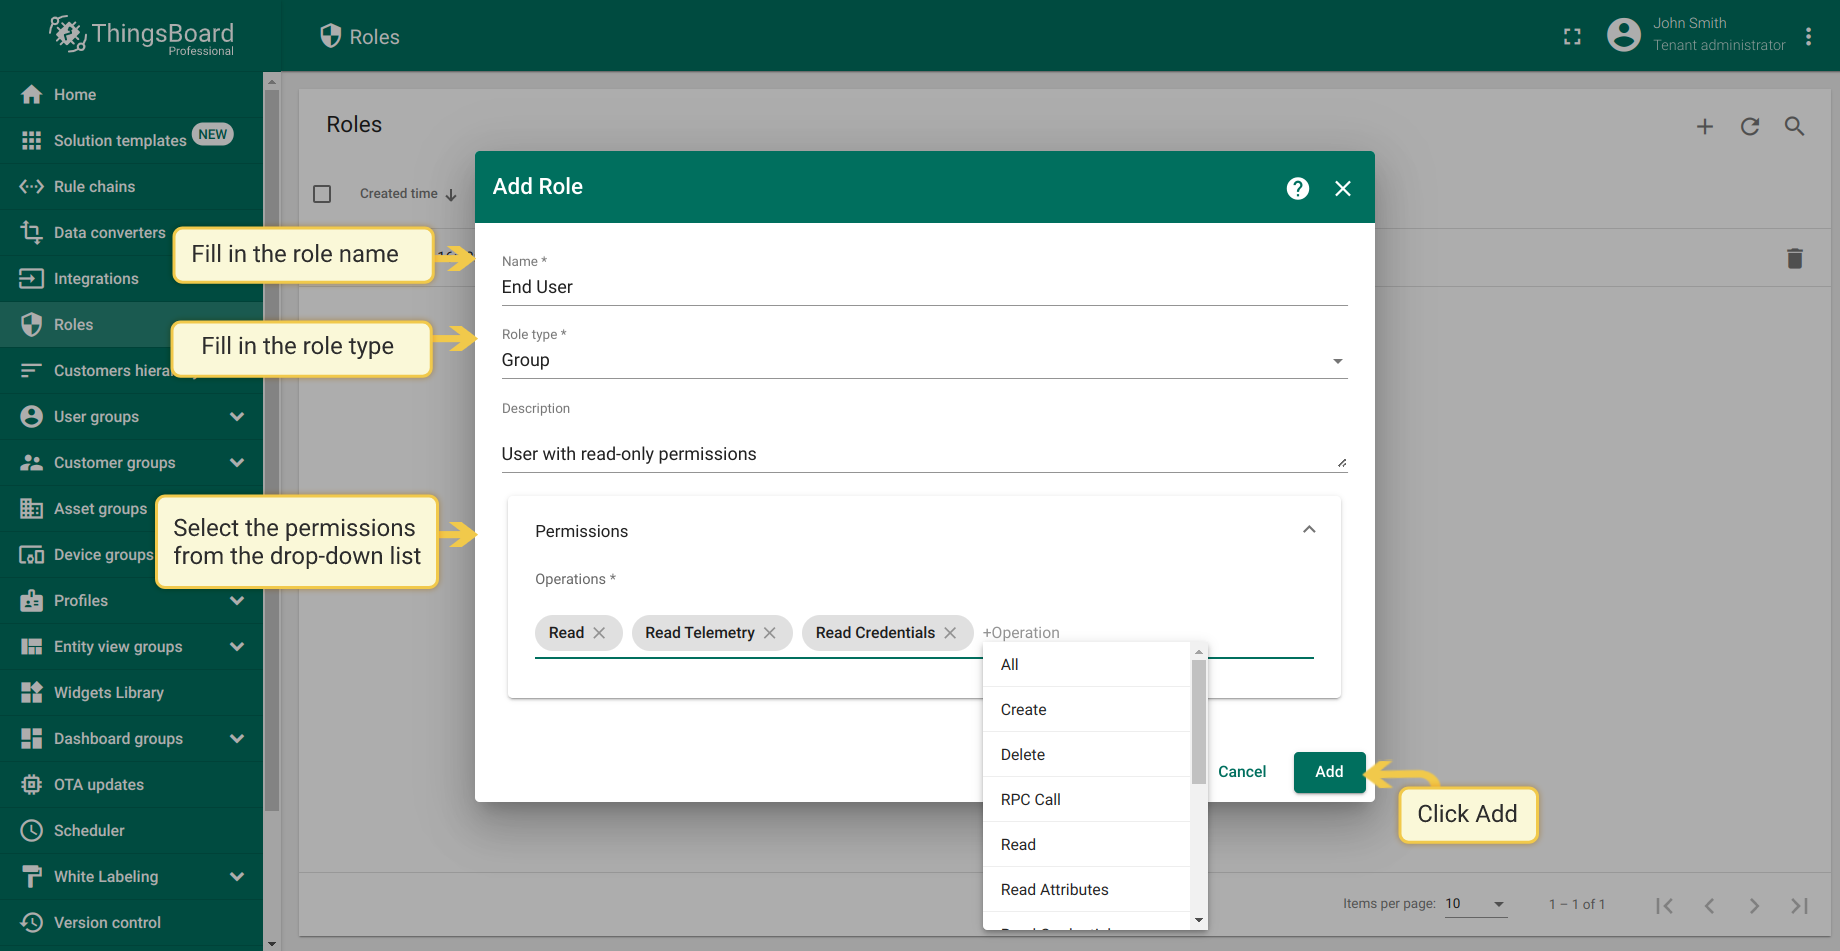 ThingsBoard
Professional
Roles
John Smith
Tenant administrator
Home
Solution templates NEW
Rule chains
Data converters
Integrations
Roles
Customers
User groups
Customer groups
Asset groups
Device groups
Profiles
Entity view groups
Widgets Library
Dashboard groups
OTA updates
Scheduler
White Labeling
Version control
Roles
Created time
Fill in the role name
Fill in the role type
Select the permissions
from the drop-down list
Add Role
Name *
End User
Role type *
Group
Description
User with read-only permissions
Permissions
Operations *
Read
Read Telemetry
Read Credentials
+Operation
All
Create
Delete
RPC Call
Read
Read Attributes
Cancel
Add
Click Add
Items per page: 10
1 – 1 of 1